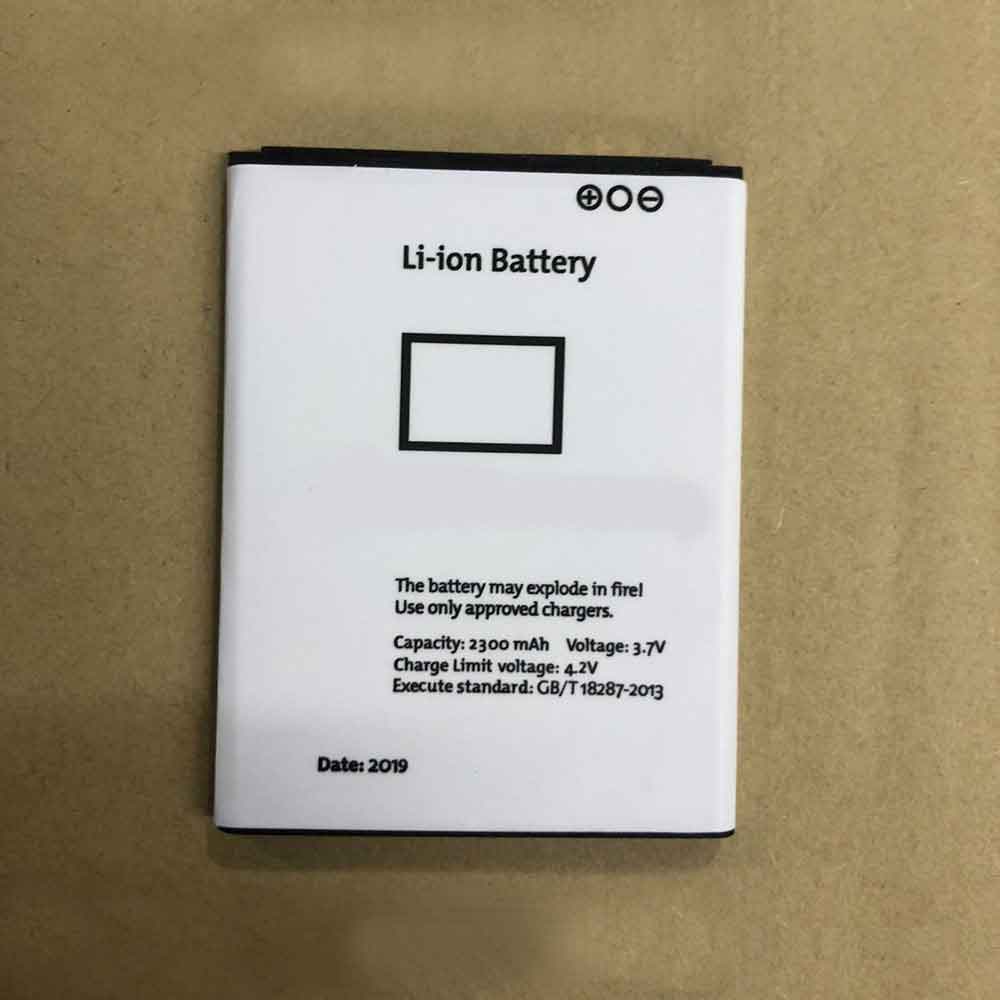 ⊕○⊖
Li-ion Battery
The battery may explode in fire!
Use only approved chargers.
Capacity: 2300 mAh Voltage: 3.7V
Charge Limit voltage: 4.2V
Execute standard: GB/T 18287-2013
Date: 2019